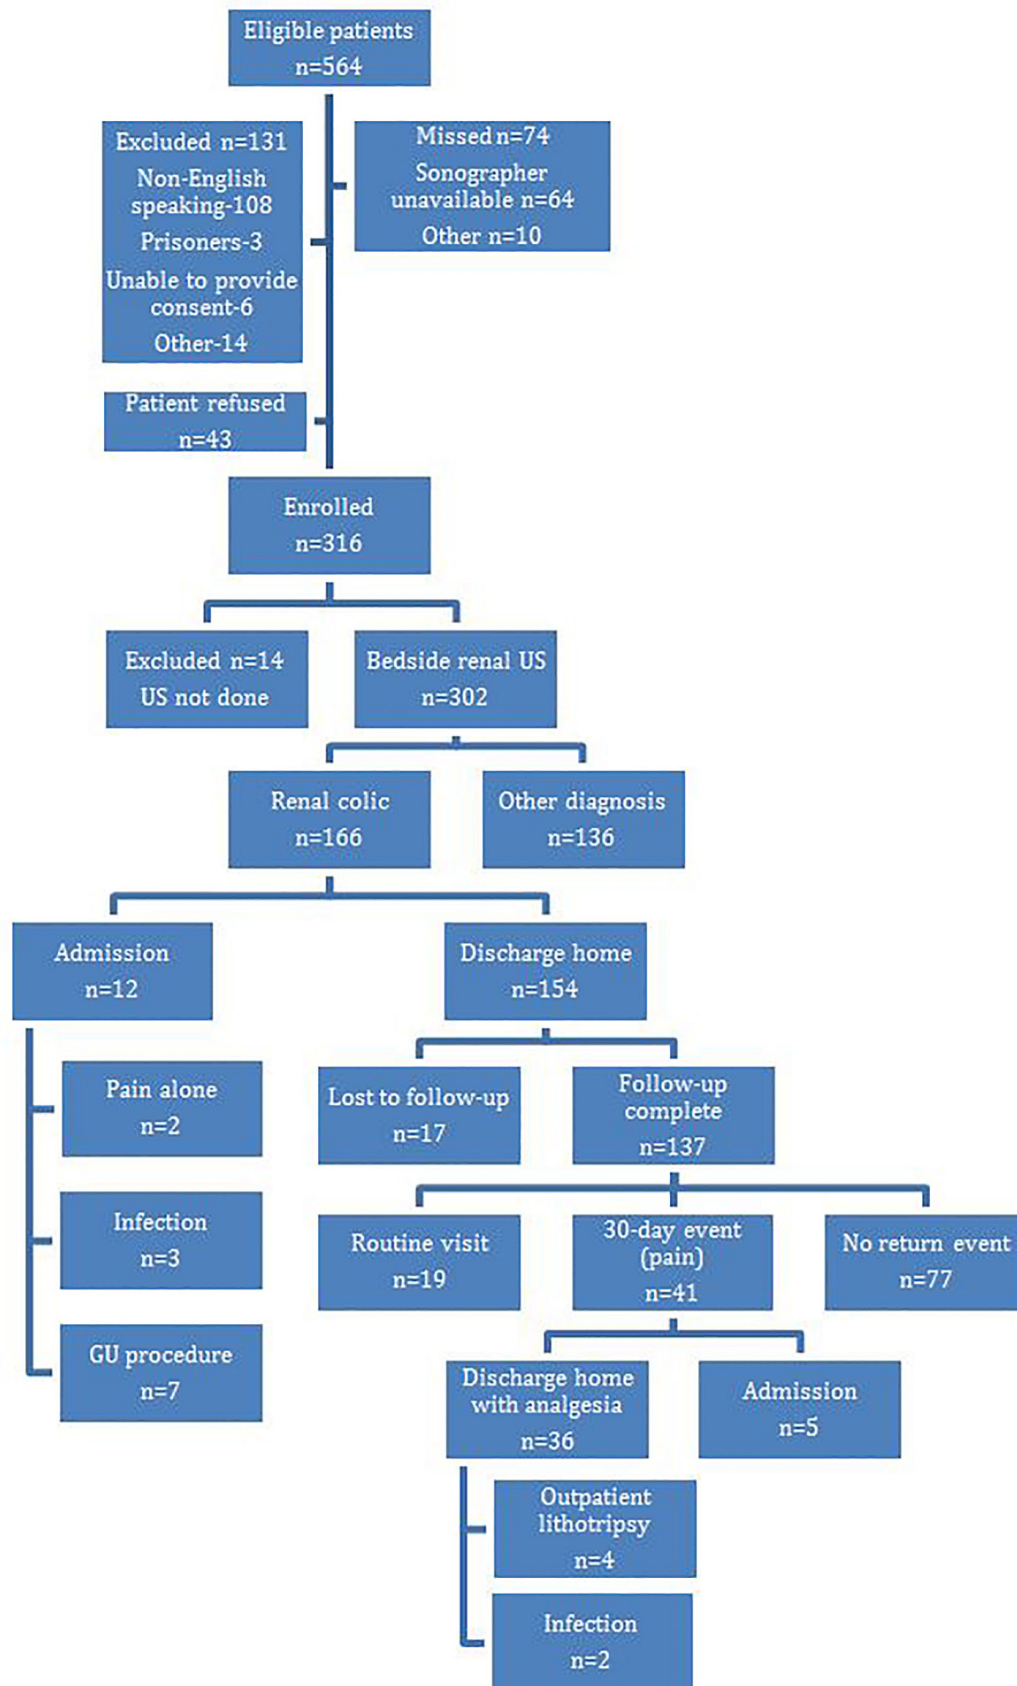 Eligible patients
n=564
Excluded n=131
Non-English
speaking-108
Prisoners-3
Unable to provide
consent-6
Other-14
Missed n=74
Sonographer
unavailable n=64
Other n=10
Patient refused
n=43
Enrolled
n=316
Excluded n=14
US not done
Bedside renal US
n=302
Renal colic
n=166
Other diagnosis
n=136
Admission
n=12
Discharge home
n=154
Pain alone
n=2
Infection
n=3
GU procedure
n=7
Lost to follow-up
n=17
Follow-up
complete
n=137
Routine visit
n=19
30-day event
(pain)
n=41
No return event
n=77
Discharge home
with analgesia
n=36
Admission
n=5
Outpatient
lithotripsy
n=4
Infection
n=2